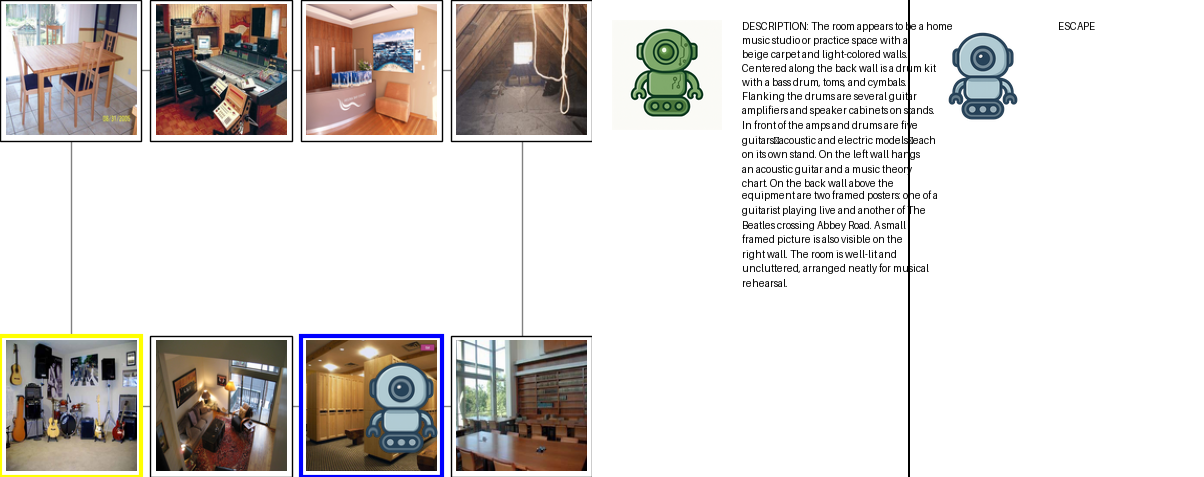 DESCRIPTION: The room appears to be a home
music studio or practice space with a
beige carpet and light-colored walls.
Centered along the back wall is a drum kit
with a bass drum, toms, and cymbals.
Flanking the drums are several guitar
amplifiers and speaker cabinets on stands.
In front of the amps and drums are five
guitars□acoustic and electric models□each
on its own stand. On the left wall hangs
an acoustic guitar and a music theory
chart. On the back wall above the
equipment are two framed posters: one of a
guitarist playing live and another of The
Beatles crossing Abbey Road. A small
framed picture is also visible on the
right wall. The room is well-lit and
uncluttered, arranged neatly for musical
rehearsal.
ESCAPE